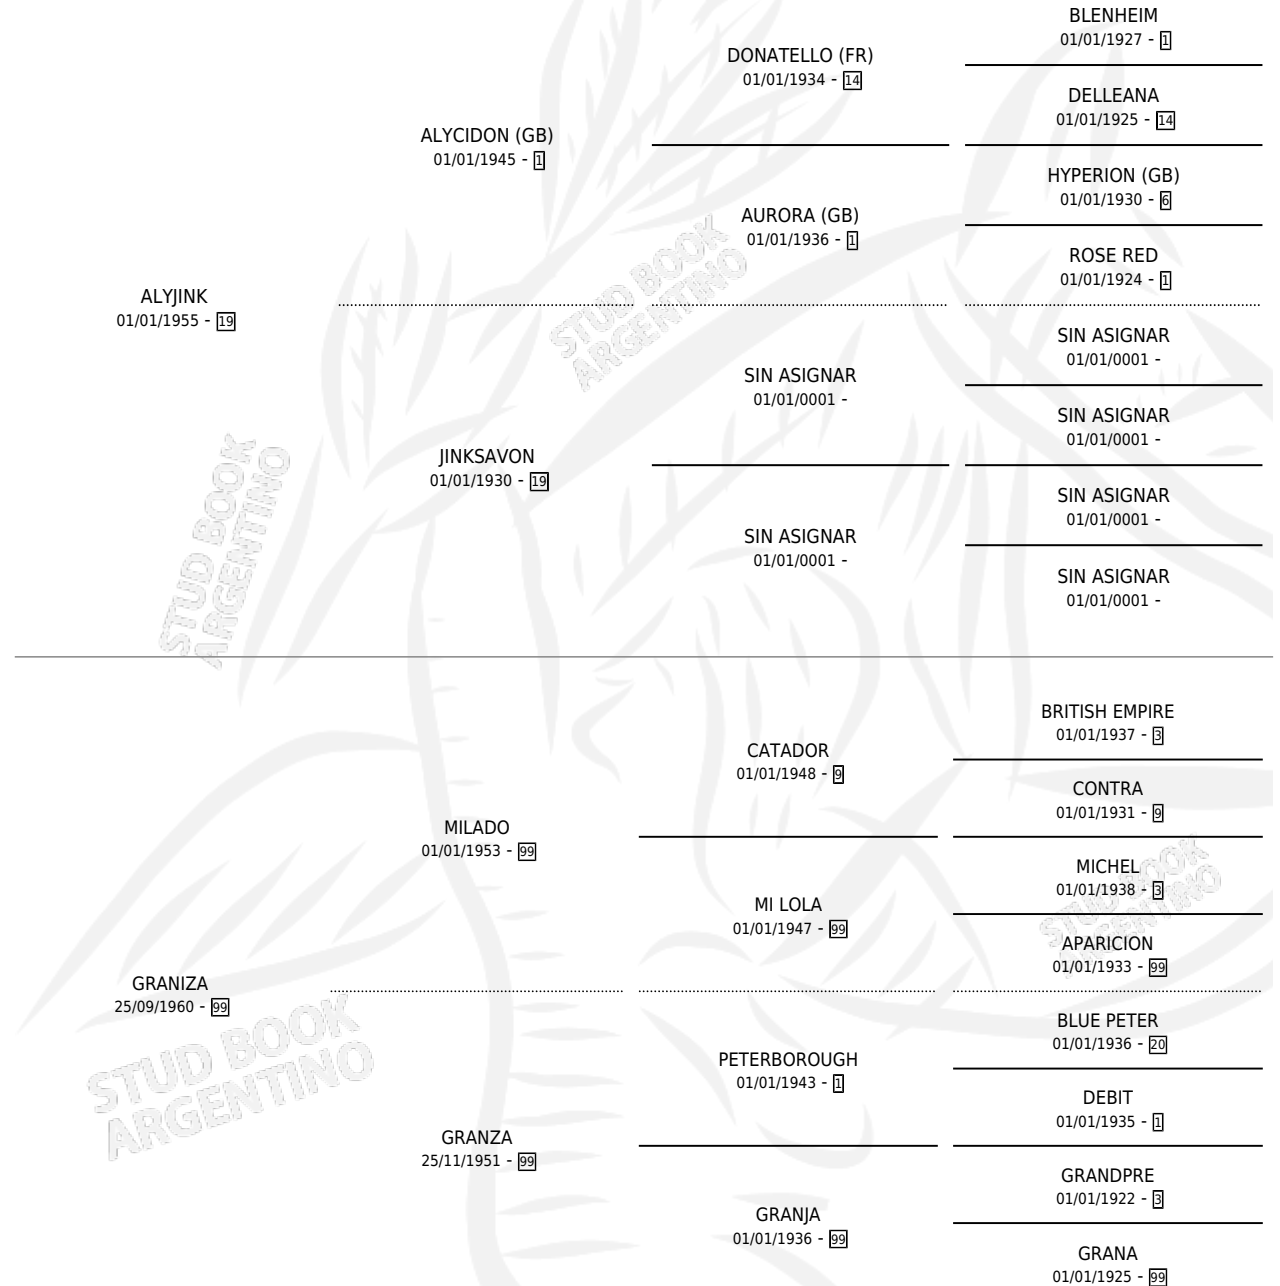 BLENHEIM
01/01/1927 - 1
DONATELLO (FR)
01/01/1934 - 14
DELLEANA
01/01/1925 - 14
ALYCIDON (GB)
01/01/1945 - 1
HYPERION (GB)
01/01/1930 - 6
AURORA (GB)
01/01/1936 - 1
ROSE RED
01/01/1924 - 1
ALYJINK
01/01/1955 - 19
SIN ASIGNAR
01/01/0001 -
SIN ASIGNAR
01/01/0001 -
SIN ASIGNAR
01/01/0001 -
JINKSAVON
01/01/1930 - 19
SIN ASIGNAR
01/01/0001 -
SIN ASIGNAR
01/01/0001 -
SIN ASIGNAR
01/01/0001 -
BRITISH EMPIRE
01/01/1937 - 3
CATADOR
01/01/1948 - 9
CONTRA
01/01/1931 - 9
MILADO
01/01/1953 - 99
MICHEL
01/01/1938 - 3
MI LOLA
01/01/1947 - 99
APARICION
01/01/1933 - 99
GRANIZA
25/09/1960 - 99
BLUE PETER
01/01/1936 - 20
PETERBOROUGH
01/01/1943 - 1
DEBIT
01/01/1935 - 1
GRANZA
25/11/1951 - 99
GRANDPRE
01/01/1922 - 3
GRANJA
01/01/1936 - 99
GRANA
01/01/1925 - 99
STUD BOOK
ARGENTINO
STUD BOOK
ARGENTINO
STUD BOOK
ARGENTINO
STUD BOOK
ARGENTINO